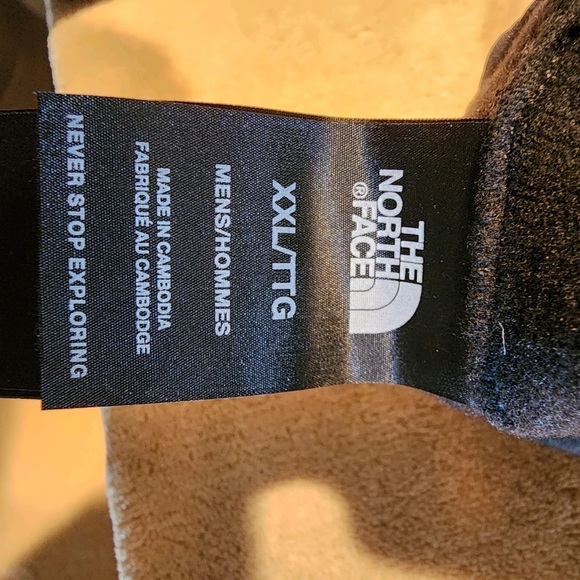 THE
NORTH
FACE
®
XXL/TTG
MENS/HOMMES
MADE IN CAMBODIA
FABRIQUÉ AU CAMBODGE
NEVER STOP EXPLORING